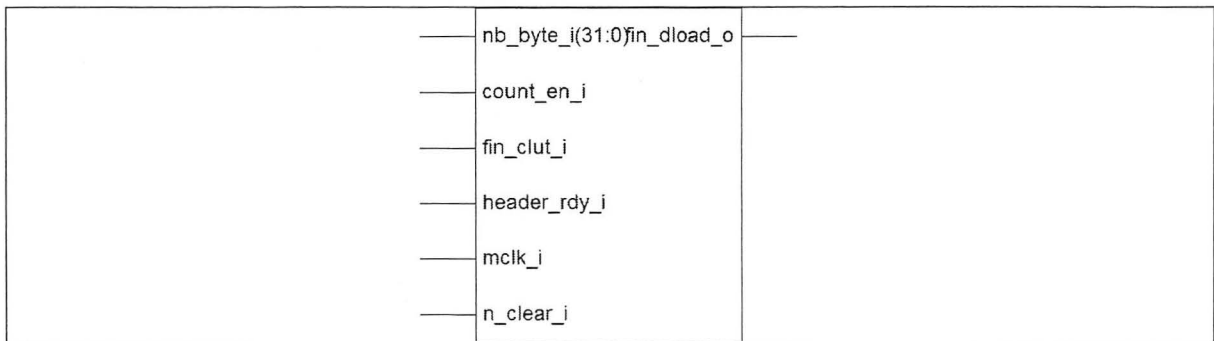 nb_byte_i(31:0)fin_dload_o
count_en_i
fin_clut_i
header_rdy_i
mclk_i
n_clear_i